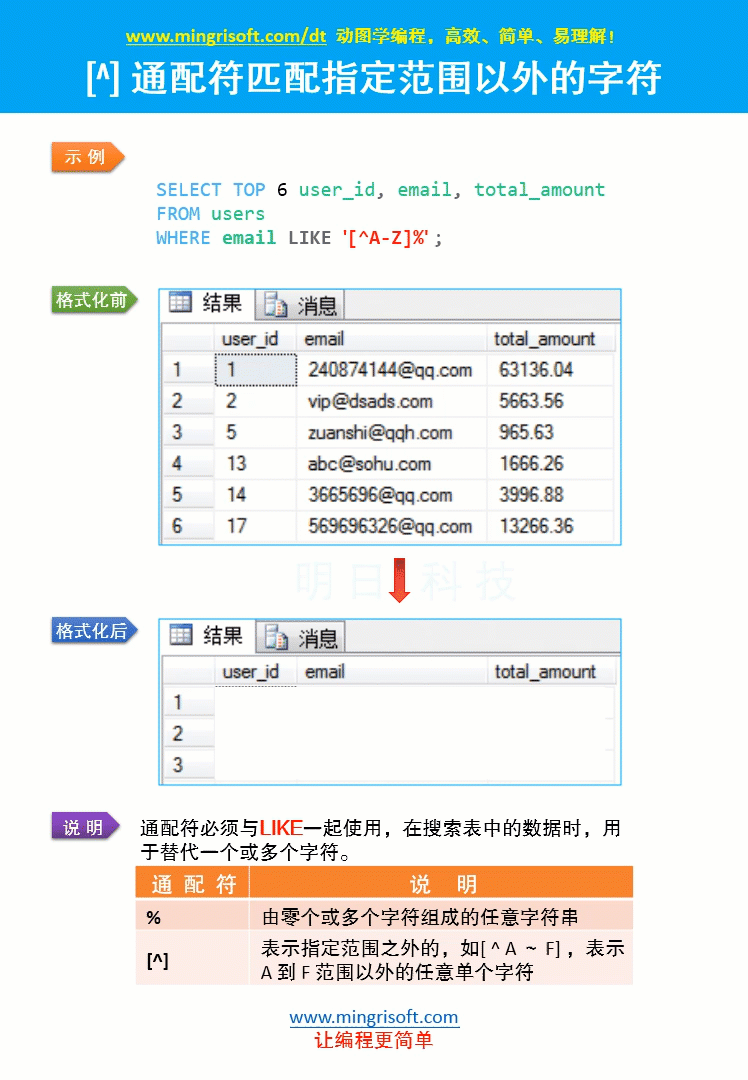 www.mingrisoft.com/dt 动图学编程，高效、简单、易理解！
[^] 通配符匹配指定范围以外的字符
示 例
SELECT TOP 6 user_id, email, total_amount
FROM users
WHERE email LIKE '[^A-Z]%';
格式化前
结果 消息
user_id email total_amount
1 1 240874144@qq.com 63136.04
2 2 vip@dsads.com 5663.56
3 5 zuanshi@qqh.com 965.63
4 13 abc@sohu.com 1666.26
5 14 3665696@qq.com 3996.88
6 17 569696326@qq.com 13266.36
明日科技
格式化后
结果 消息
user_id email total_amount
1
2
3
说 明
通配符必须与LIKE一起使用，在搜索表中的数据时，用
于替代一个或多个字符。
通 配 符 说 明
% 由零个或多个字符组成的任意字符串
[^] 表示指定范围之外的，如[ ^ A ~ F] ，表示
A 到 F 范围以外的任意单个字符
www.mingrisoft.com
让编程更简单